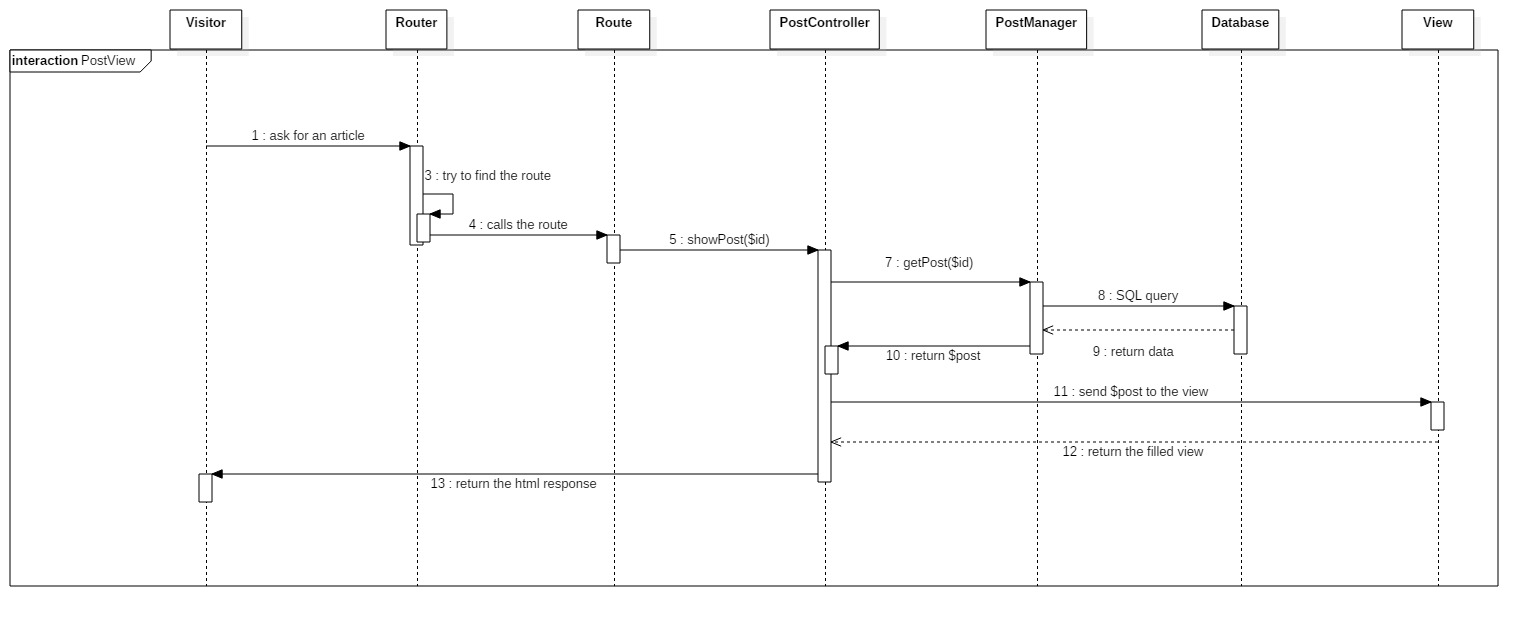 Visitor
Router
Route
PostController
PostManager
Database
View
interaction PostView
1 : ask for an article
3 : try to find the route
4 : calls the route
5 : showPost($id)
7 : getPost($id)
8 : SQL query
9 : return data
10 : return $post
11 : send $post to the view
12 : return the filled view
13 : return the html response